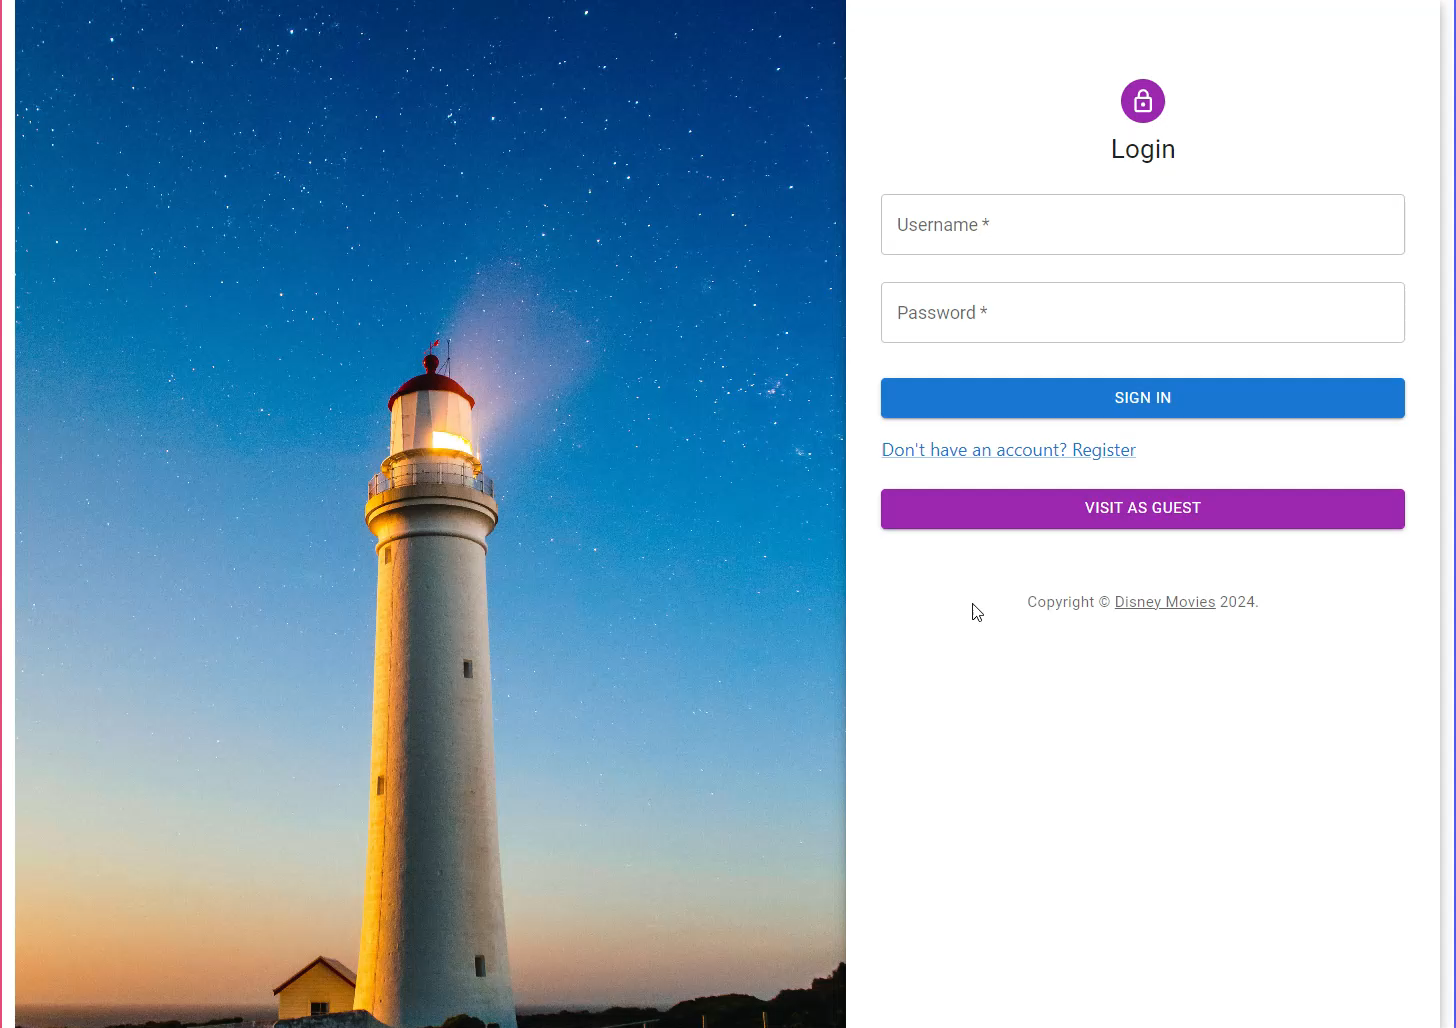 Login
Username *
Password *
SIGN IN
Don't have an account? Register
VISIT AS GUEST
Copyright © Disney Movies 2024.